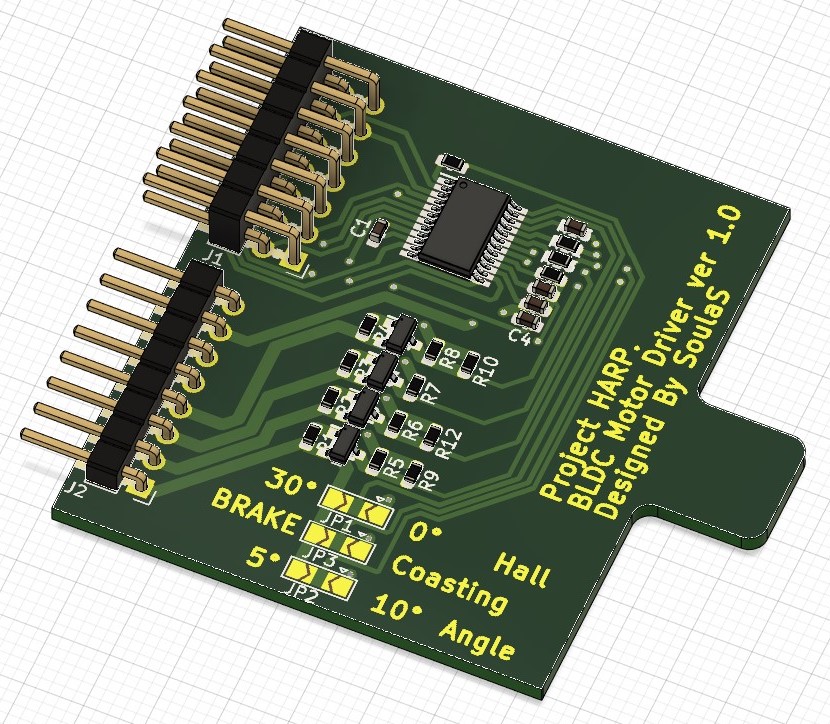 J1
C1
C4
R8
R10
R7
R6
R12
R5
R9
J2
30°
JP1
0°
BRAKE
JP3
Coasting
5°
JP2
10°
Hall
Angle
Project HARP.
BLDC Motor Driver ver 1.0
Designed By SoulaS